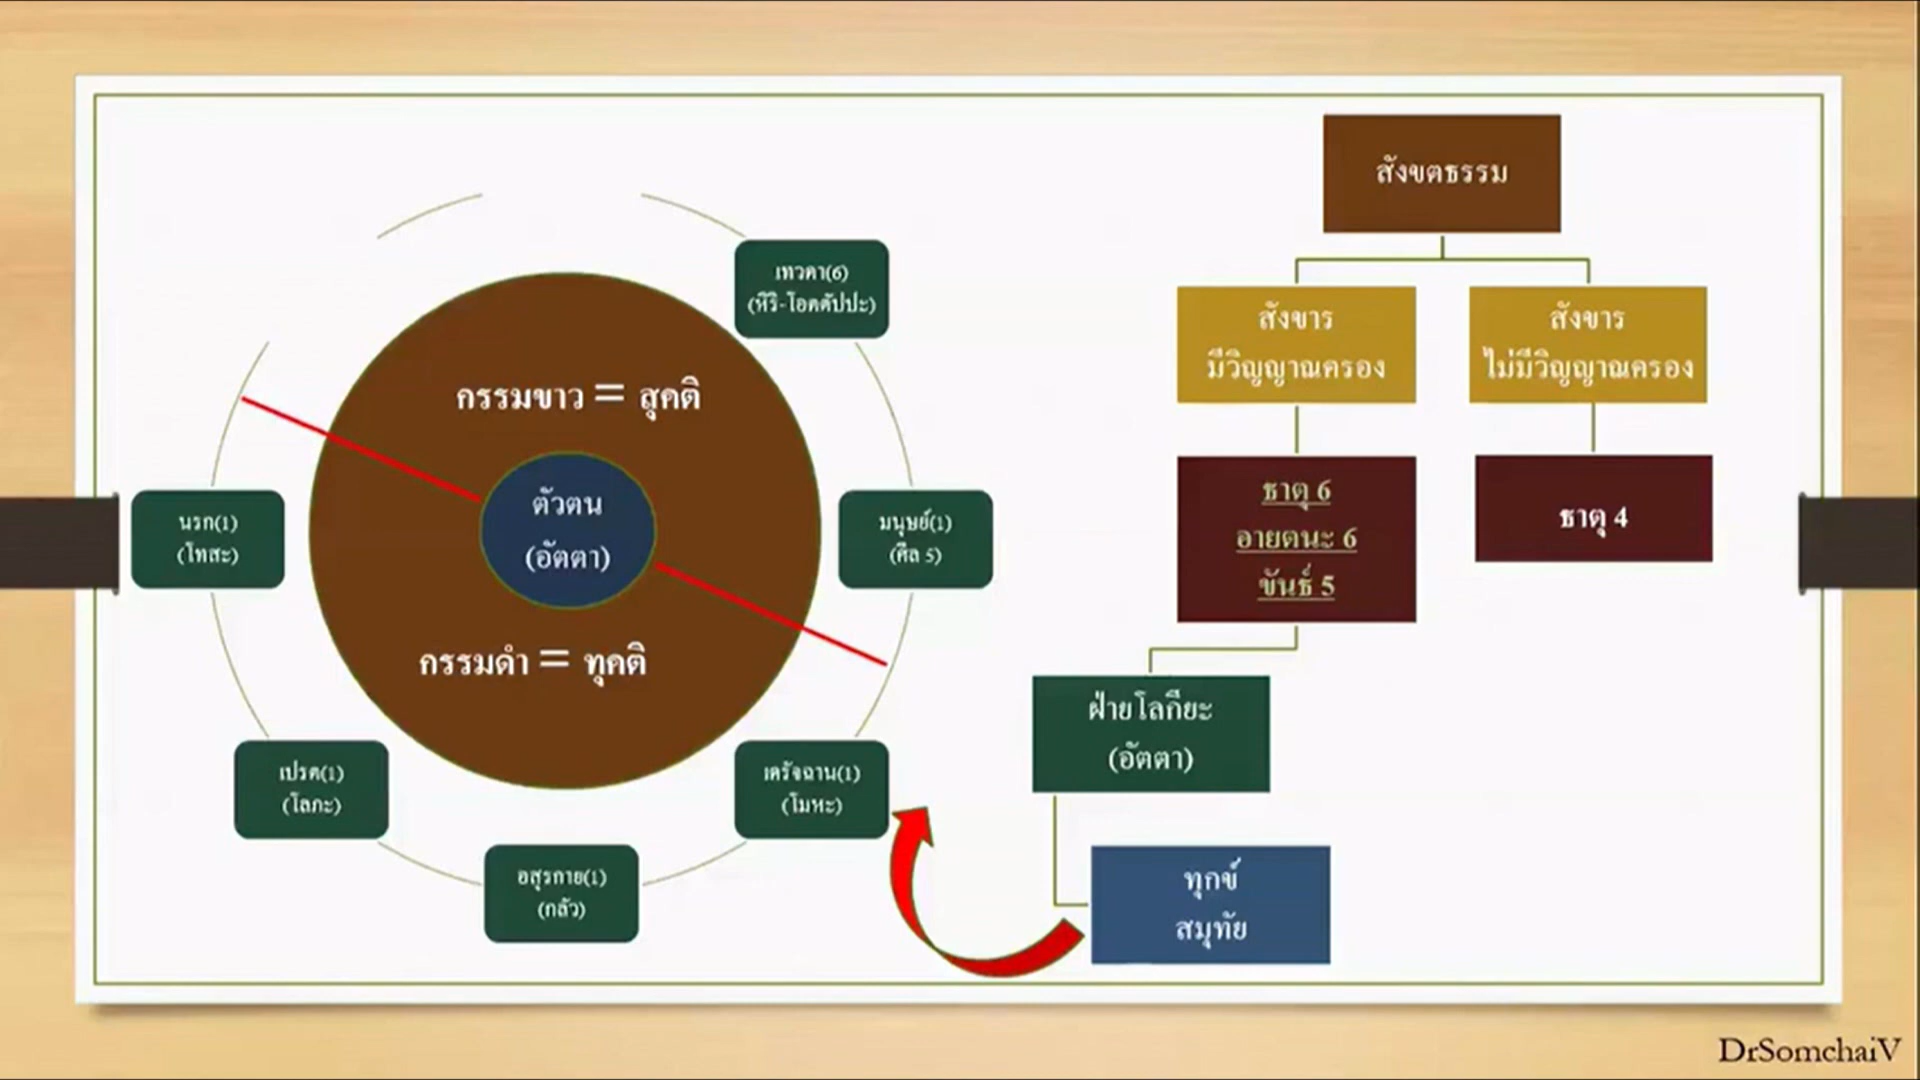 เทวดา(6)
(หิริ-โอตตัปปะ)
กรรมขาว = สุคติ
ตัวตน
(อัตตา)
นรก(1)
(โทสะ)
มนุษย์(1)
(ศีล 5)
กรรมดำ = ทุคติ
เปรต(1)
(โลภะ)
เดรัจฉาน(1)
(โมหะ)
อสุรกาย(1)
(กลัว)
สังขตธรรม
สังขาร
มีวิญญาณครอง
สังขาร
ไม่มีวิญญาณครอง
ธาตุ 6
อายตนะ 6
ขันธ์ 5
ธาตุ 4
ฝ่ายโลกียะ
(อัตตา)
ทุกข์
สมุทัย
DrSomchaiV